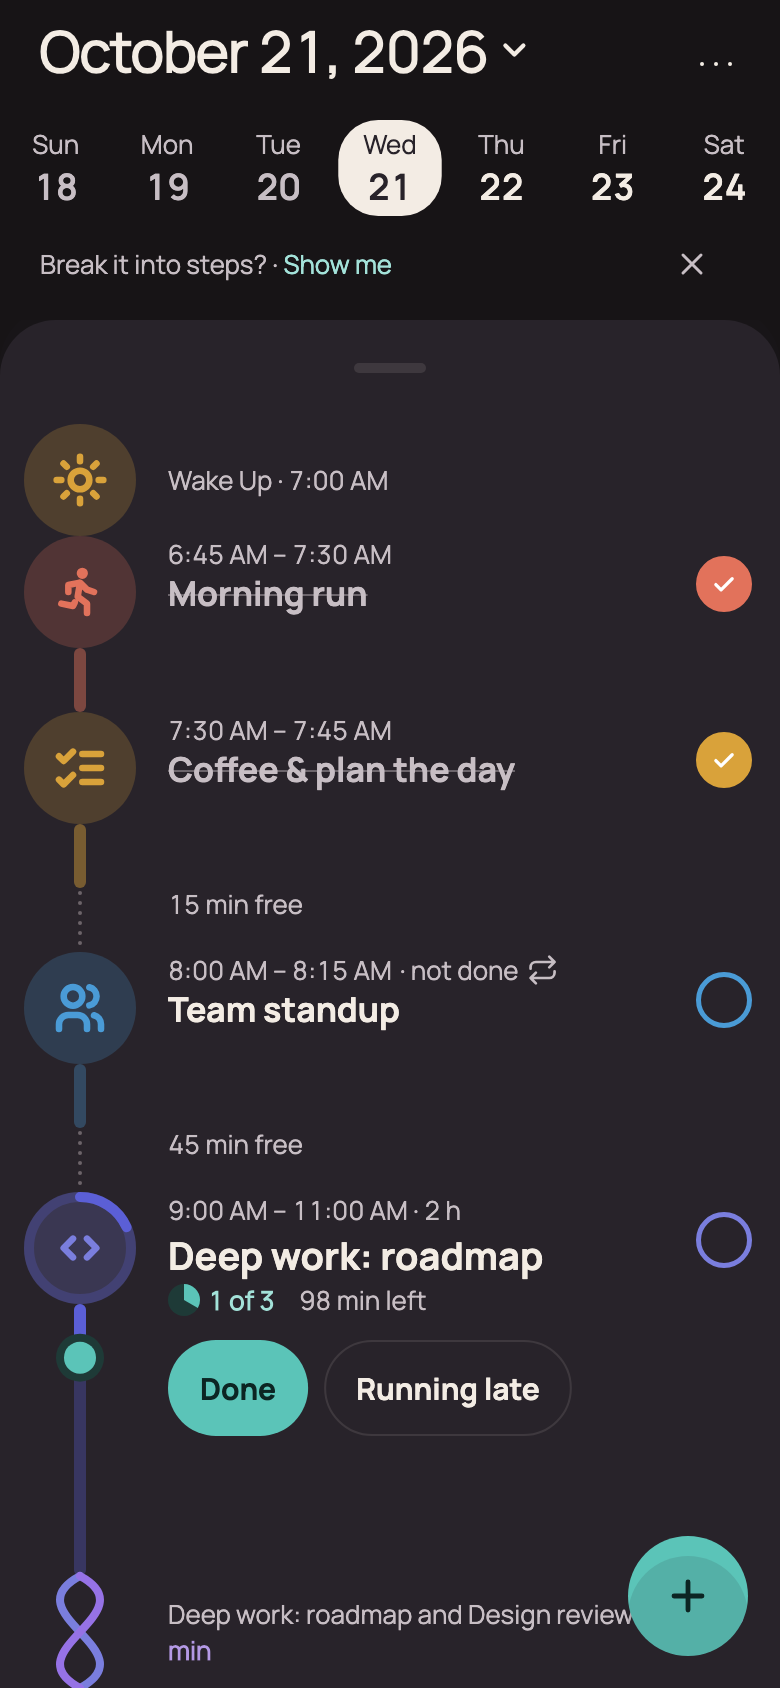 October 21, 2026
...
Sun Mon Tue Wed Thu Fri Sat
18 19 20 21 22 23 24
Break it into steps? · Show me
Wake Up · 7:00 AM
6:45 AM – 7:30 AM
Morning run
7:30 AM – 7:45 AM
Coffee & plan the day
15 min free
8:00 AM – 8:15 AM · not done
Team standup
45 min free
9:00 AM – 11:00 AM · 2 h
Deep work: roadmap
1 of 3 98 min left
Done Running late
Deep work: roadmap and Design review
min